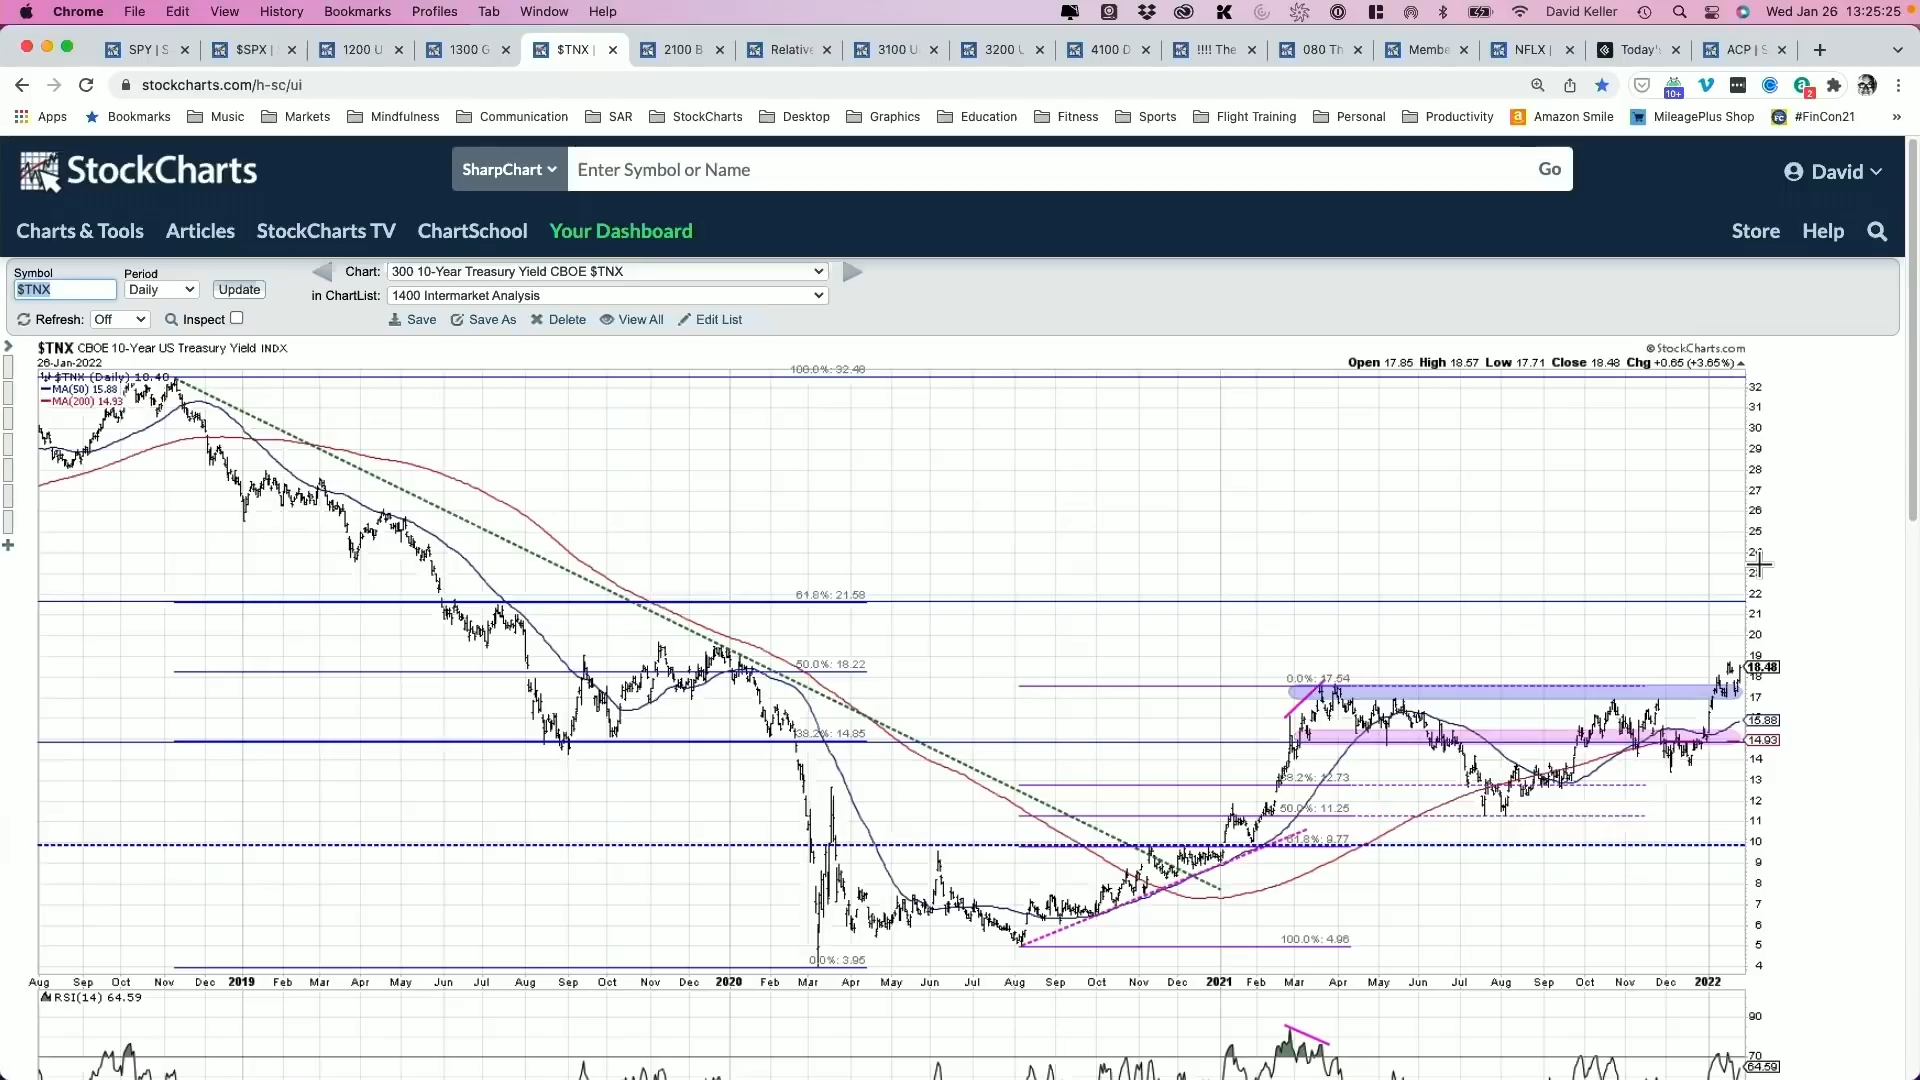 Chrome File Edit View History Bookmarks Profiles Tab Window Help David Keller Wed Jan 26 13:25:25
SPY | S $SPX | 1200 U 1300 G $TNX | 2100 B Relative 3100 U 3200 U 4100 D !!!! The 080 Th Membe NFLX | Today' ACP | S
stockcharts.com/h-sc/ui 10+ 2
Apps Bookmarks Music Markets Mindfulness Communication SAR StockCharts Desktop Graphics Education Fitness Sports Flight Training Personal Productivity Amazon Smile MileagePlus Shop #FinCon21 »
StockCharts SharpChart Enter Symbol or Name Go David
Charts & Tools Articles StockCharts TV ChartSchool Your Dashboard Store Help
Symbol Period Chart: 300 10-Year Treasury Yield CBOE $TNX
$TNX Daily Update in ChartList: 1400 Intermarket Analysis
Refresh: Off Inspect Save Save As Delete View All Edit List
$TNX CBOE 10-Year US Treasury Yield INDX © StockCharts.com
26-Jan-2022 Open 17.85 High 18.57 Low 17.71 Close 18.48 Chg +0.65 (+3.65%)
$TNX (Daily) 18.48 100.0%: 32.48
MA(50) 15.88 32
MA(200) 14.93
31
30
29
28
27
26
25
61.8%: 21.58 22
21
20
19
50.0%: 18.22 18.48
0.0%: 17.54 18
17
15.88
38.2%: 14.85 14.93
14
38.2%: 12.73 13
12
50.0%: 11.25 11
61.8%: 9.77 10
9
8
7
6
100.0%: 4.96 5
0.0%: 3.95 4
Aug Sep Oct Nov Dec 2019 Feb Mar Apr May Jun Jul Aug Sep Oct Nov Dec 2020 Feb Mar Apr May Jun Jul Aug Sep Oct Nov Dec 2021 Feb Mar Apr May Jun Jul Aug Sep Oct Nov Dec 2022
RSI(14) 64.59
90
70
64.59